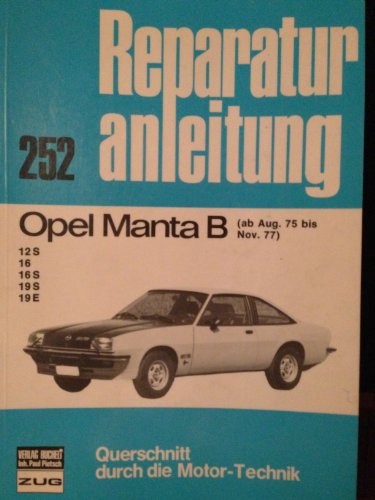 Reparatur
anleitung
252
Opel Manta B (ab Aug. 75 bis
Nov. 77)
12 S
16
16 S
19 S
19 E
VERLAG BUCHELI
Inh. Paul Pietsch
ZUG
Querschnitt
durch die Motor-Technik